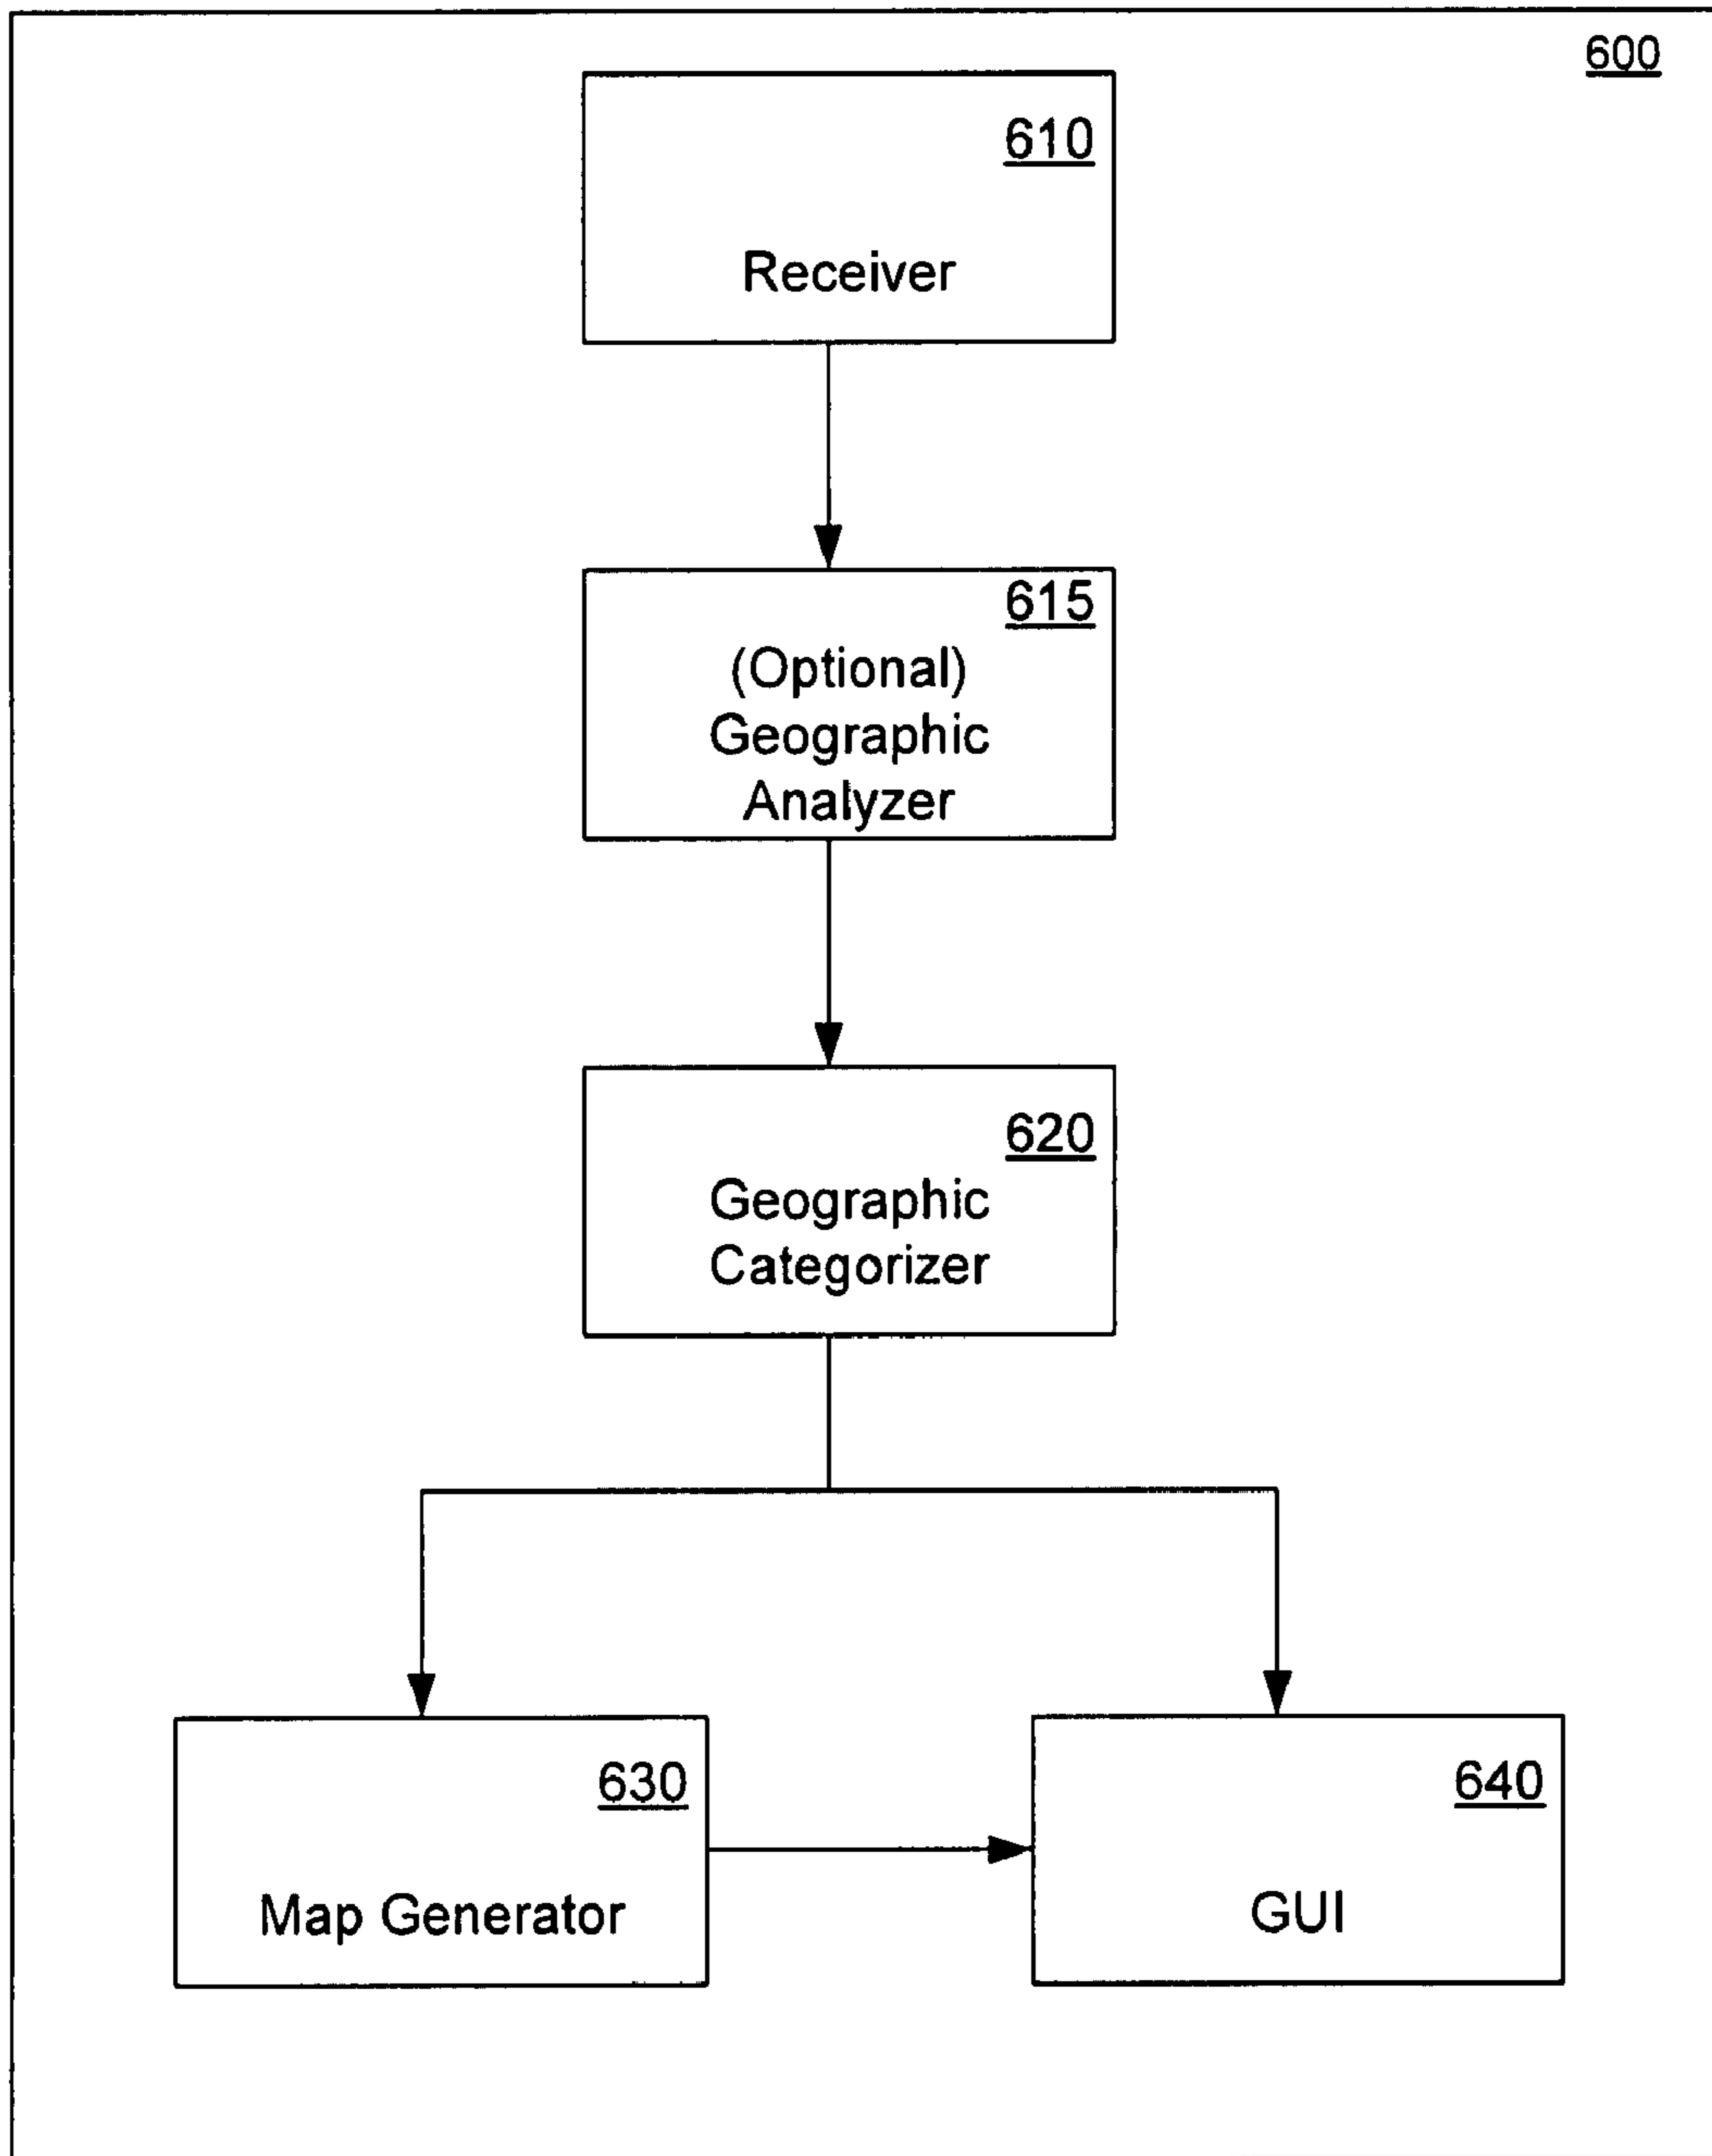 600
610
Receiver
615
(Optional)
Geographic
Analyzer
620
Geographic
Categorizer
630
Map Generator
640
GUI